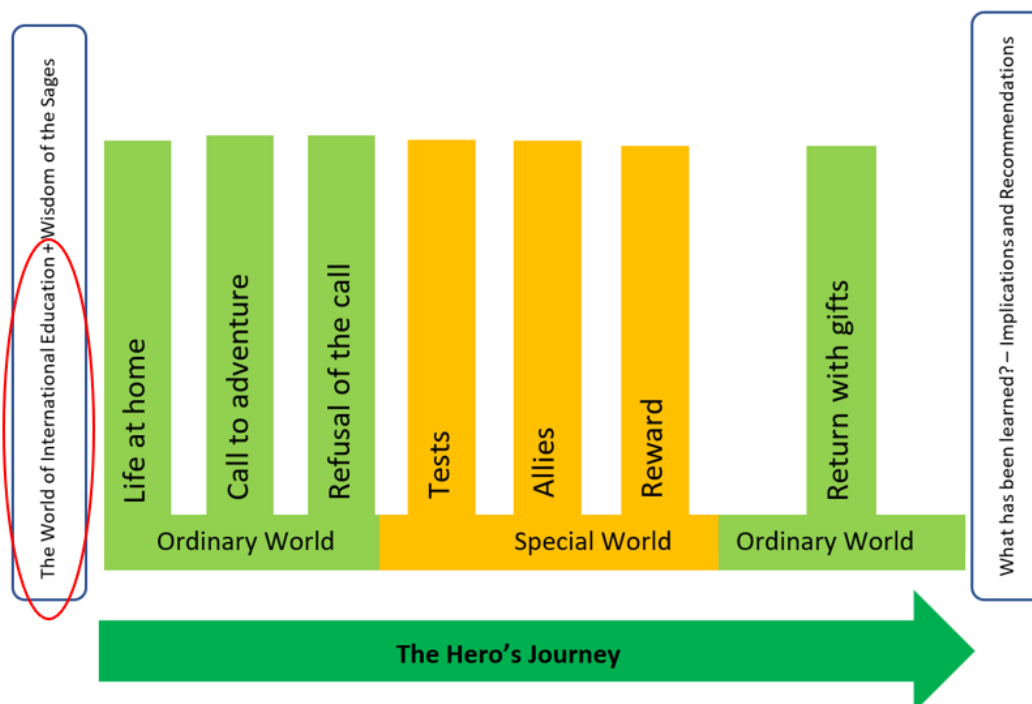 The World of International Education + Wisdom of the Sages
Life at home
Call to adventure
Refusal of the call
Tests
Allies
Reward
Return with gifts
What has been learned? – Implications and Recommendations
Ordinary World
Special World
Ordinary World
The Hero's Journey